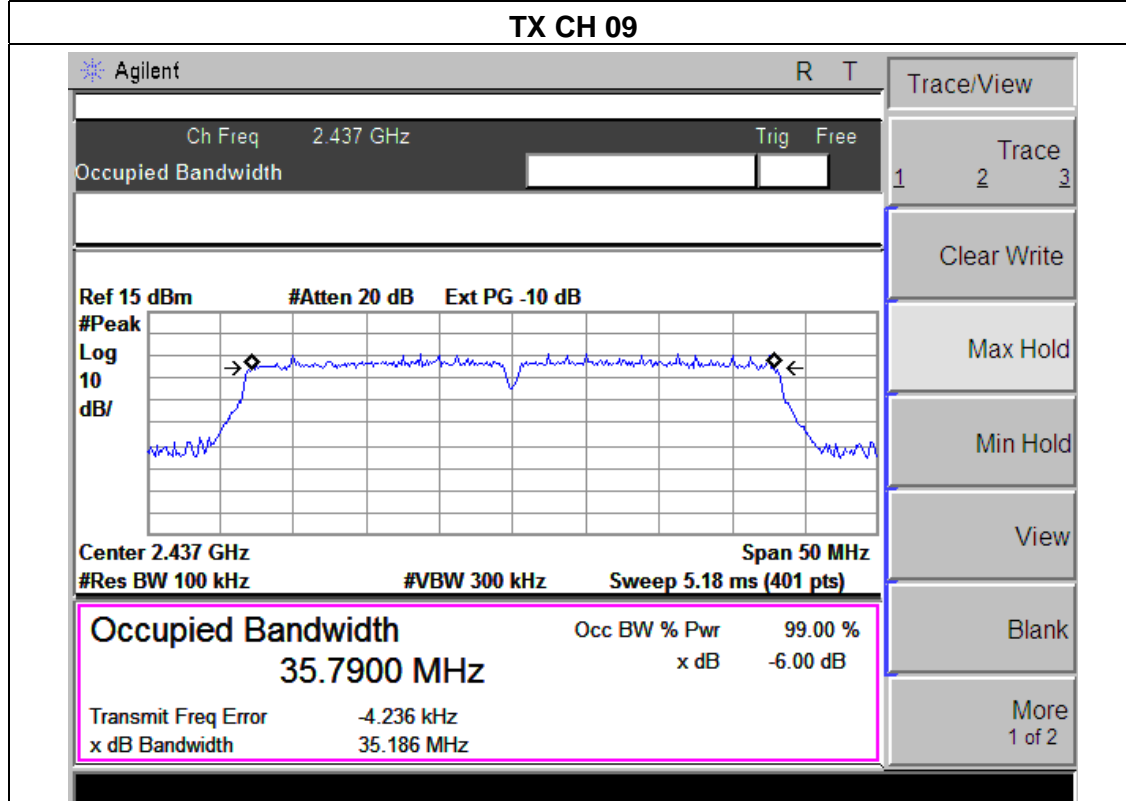 TX CH 09
Agilent R T
Ch Freq 2.437 GHz Trig Free
Occupied Bandwidth
Ref 15 dBm #Atten 20 dB Ext PG -10 dB
#Peak
Log
10
dB/
Center 2.437 GHz Span 50 MHz
#Res BW 100 kHz #VBW 300 kHz Sweep 5.18 ms (401 pts)
Occupied Bandwidth Occ BW % Pwr 99.00 %
35.7900 MHz x dB -6.00 dB
Transmit Freq Error -4.236 kHz
x dB Bandwidth 35.186 MHz
Trace/View
Trace
1 2 3
Clear Write
Max Hold
Min Hold
View
Blank
More
1 of 2